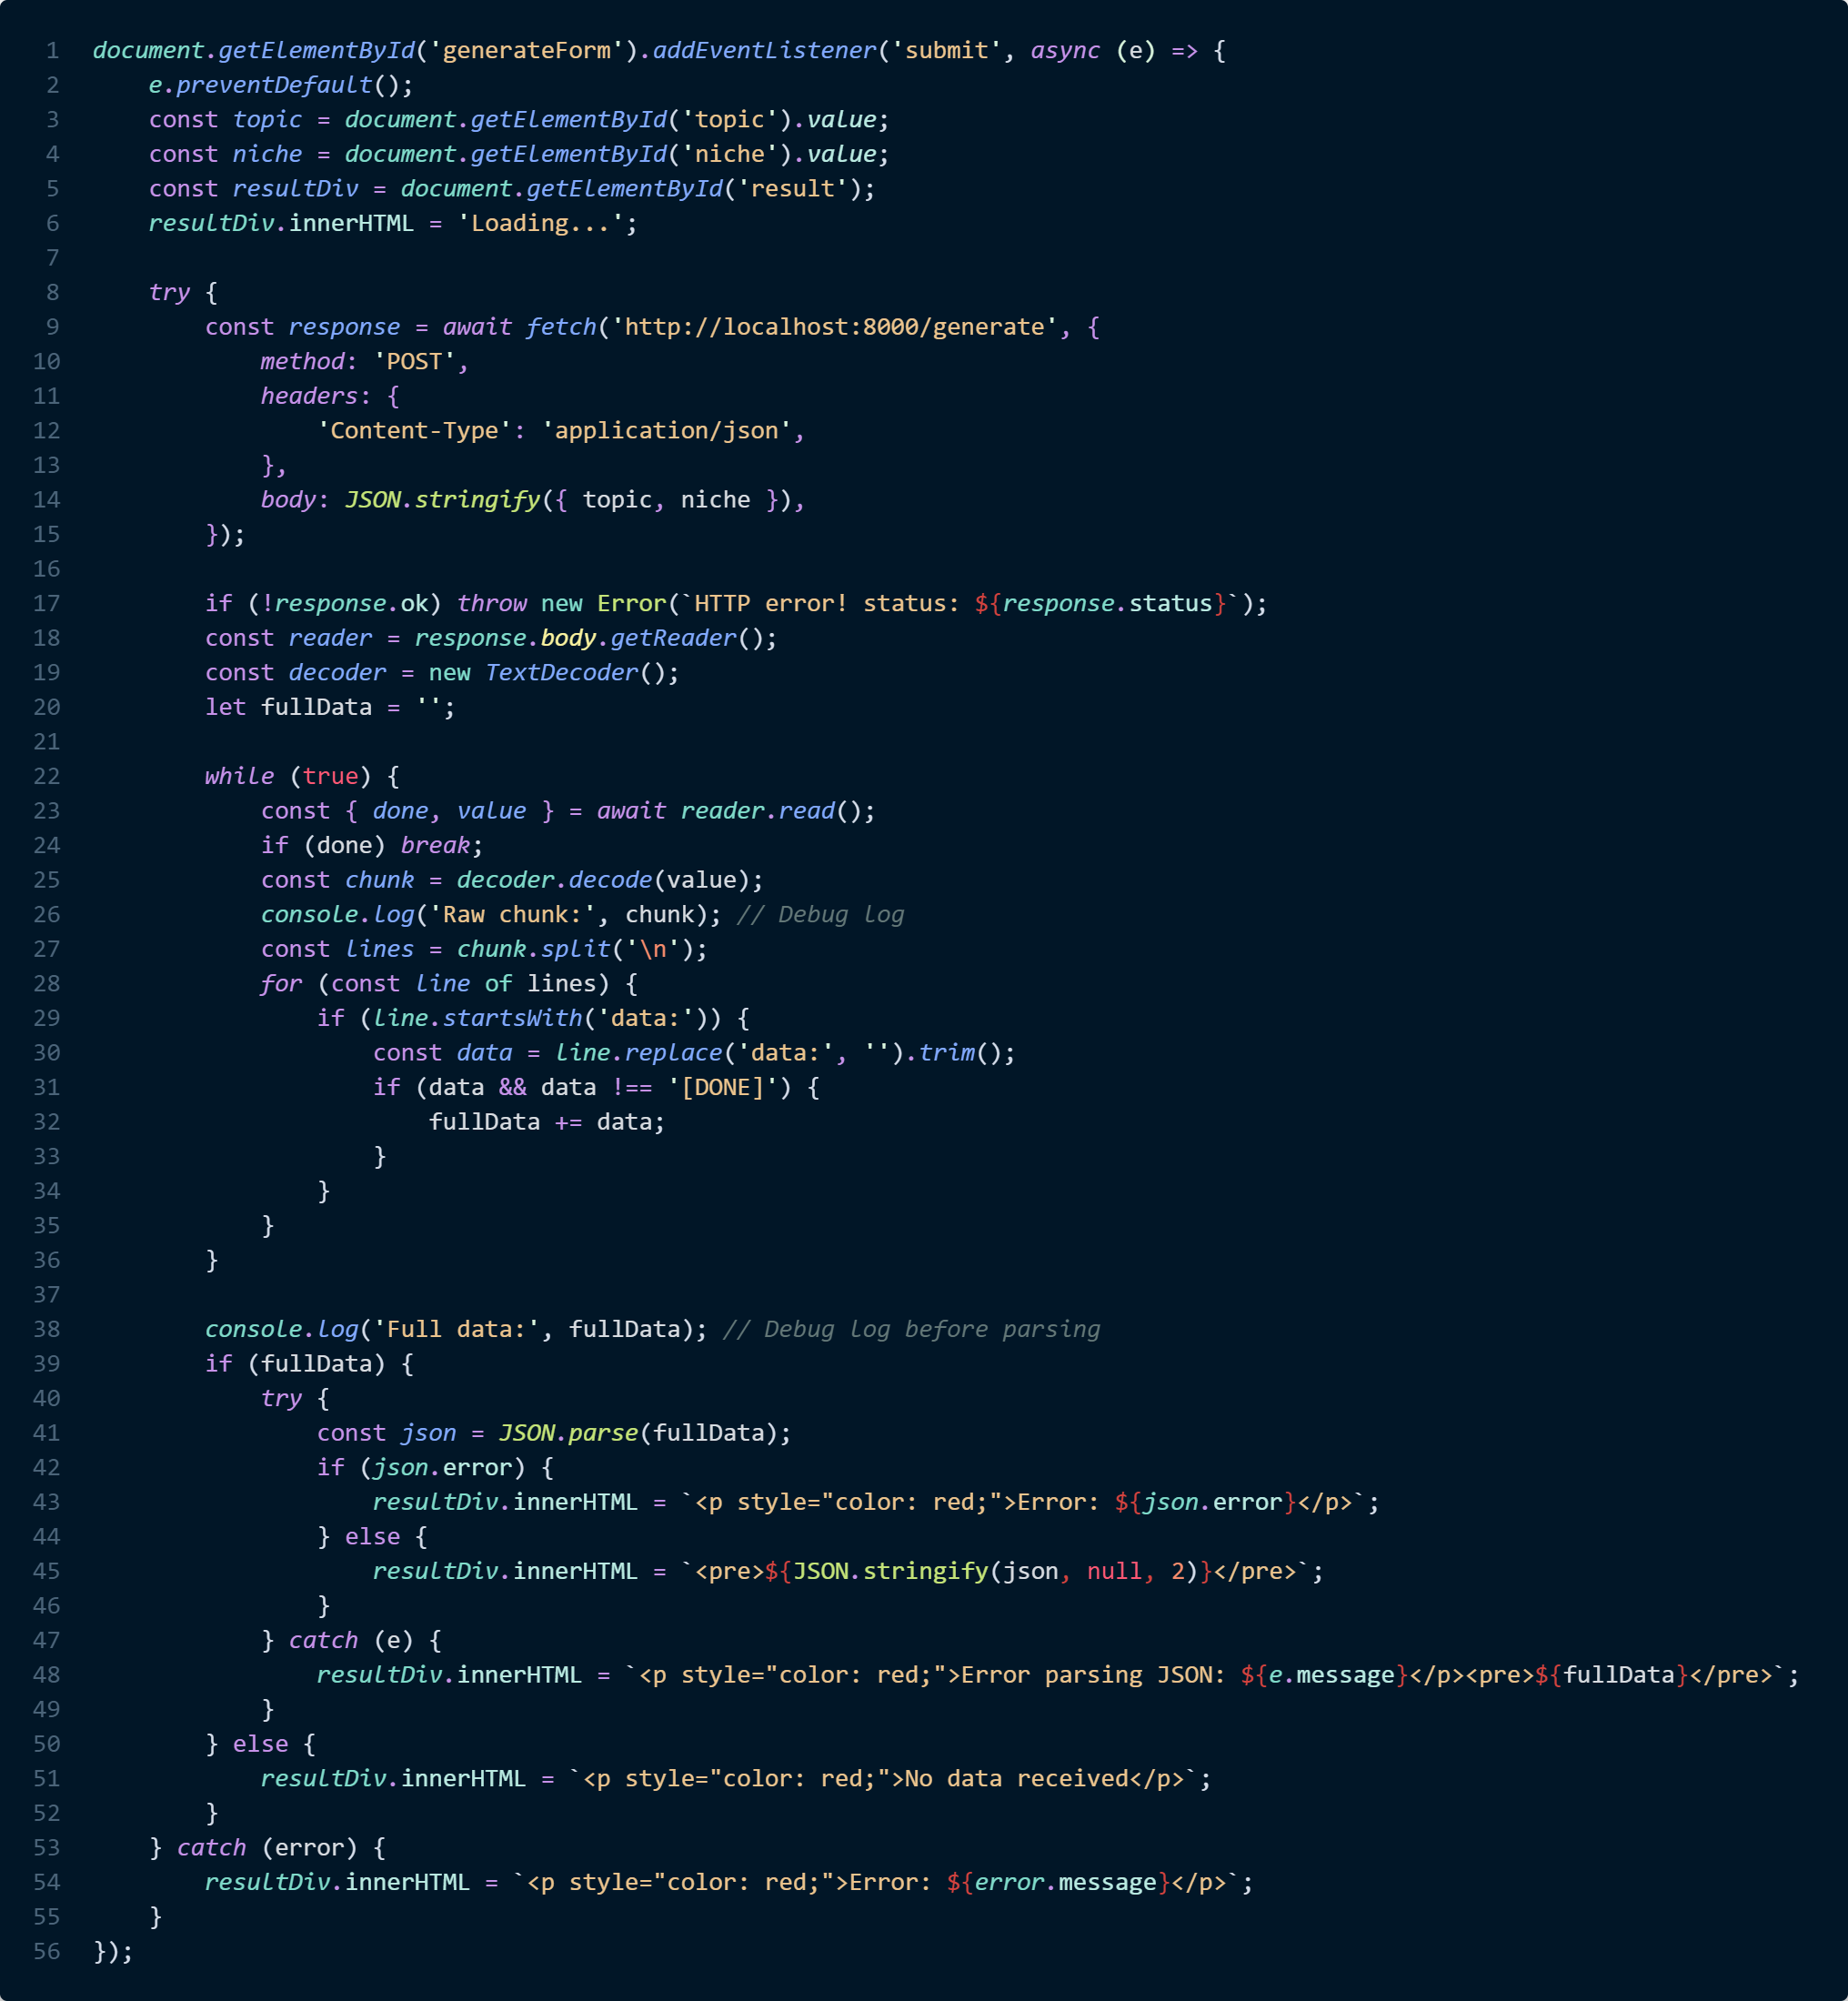 1 document.getElementById('generateForm').addEventListener('submit', async (e) => {
2 e.preventDefault();
3 const topic = document.getElementById('topic').value;
4 const niche = document.getElementById('niche').value;
5 const resultDiv = document.getElementById('result');
6 resultDiv.innerHTML = 'Loading...';
7
8 try {
9 const response = await fetch('http://localhost:8000/generate', {
10 method: 'POST',
11 headers: {
12 'Content-Type': 'application/json',
13 },
14 body: JSON.stringify({ topic, niche }),
15 });
16
17 if (!response.ok) throw new Error(`HTTP error! status: ${response.status}`);
18 const reader = response.body.getReader();
19 const decoder = new TextDecoder();
20 let fullData = '';
21
22 while (true) {
23 const { done, value } = await reader.read();
24 if (done) break;
25 const chunk = decoder.decode(value);
26 console.log('Raw chunk:', chunk); // Debug log
27 const lines = chunk.split('\n');
28 for (const line of lines) {
29 if (line.startsWith('data:')) {
30 const data = line.replace('data:', '').trim();
31 if (data && data !== '[DONE]') {
32 fullData += data;
33 }
34 }
35 }
36 }
37
38 console.log('Full data:', fullData); // Debug log before parsing
39 if (fullData) {
40 try {
41 const json = JSON.parse(fullData);
42 if (json.error) {
43 resultDiv.innerHTML = `<p style="color: red;">Error: ${json.error}</p>`;
44 } else {
45 resultDiv.innerHTML = `<pre>${JSON.stringify(json, null, 2)}</pre>`;
46 }
47 } catch (e) {
48 resultDiv.innerHTML = `<p style="color: red;">Error parsing JSON: ${e.message}</p><pre>${fullData}</pre>`;
49 }
50 } else {
51 resultDiv.innerHTML = `<p style="color: red;">No data received</p>`;
52 }
53 } catch (error) {
54 resultDiv.innerHTML = `<p style="color: red;">Error: ${error.message}</p>`;
55 }
56 });